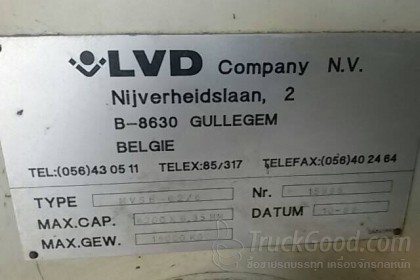 LVD Company N.V.
Nijverheidslaan, 2
B-8630 GULLEGEM
BELGIE
TEL:(056)43 05 11 TELEX:85/317 TELEFAX:(056)40 24 64
TYPE Nr.
MAX.CAP. DATUM
MAX.GEW.
TruckGood.com